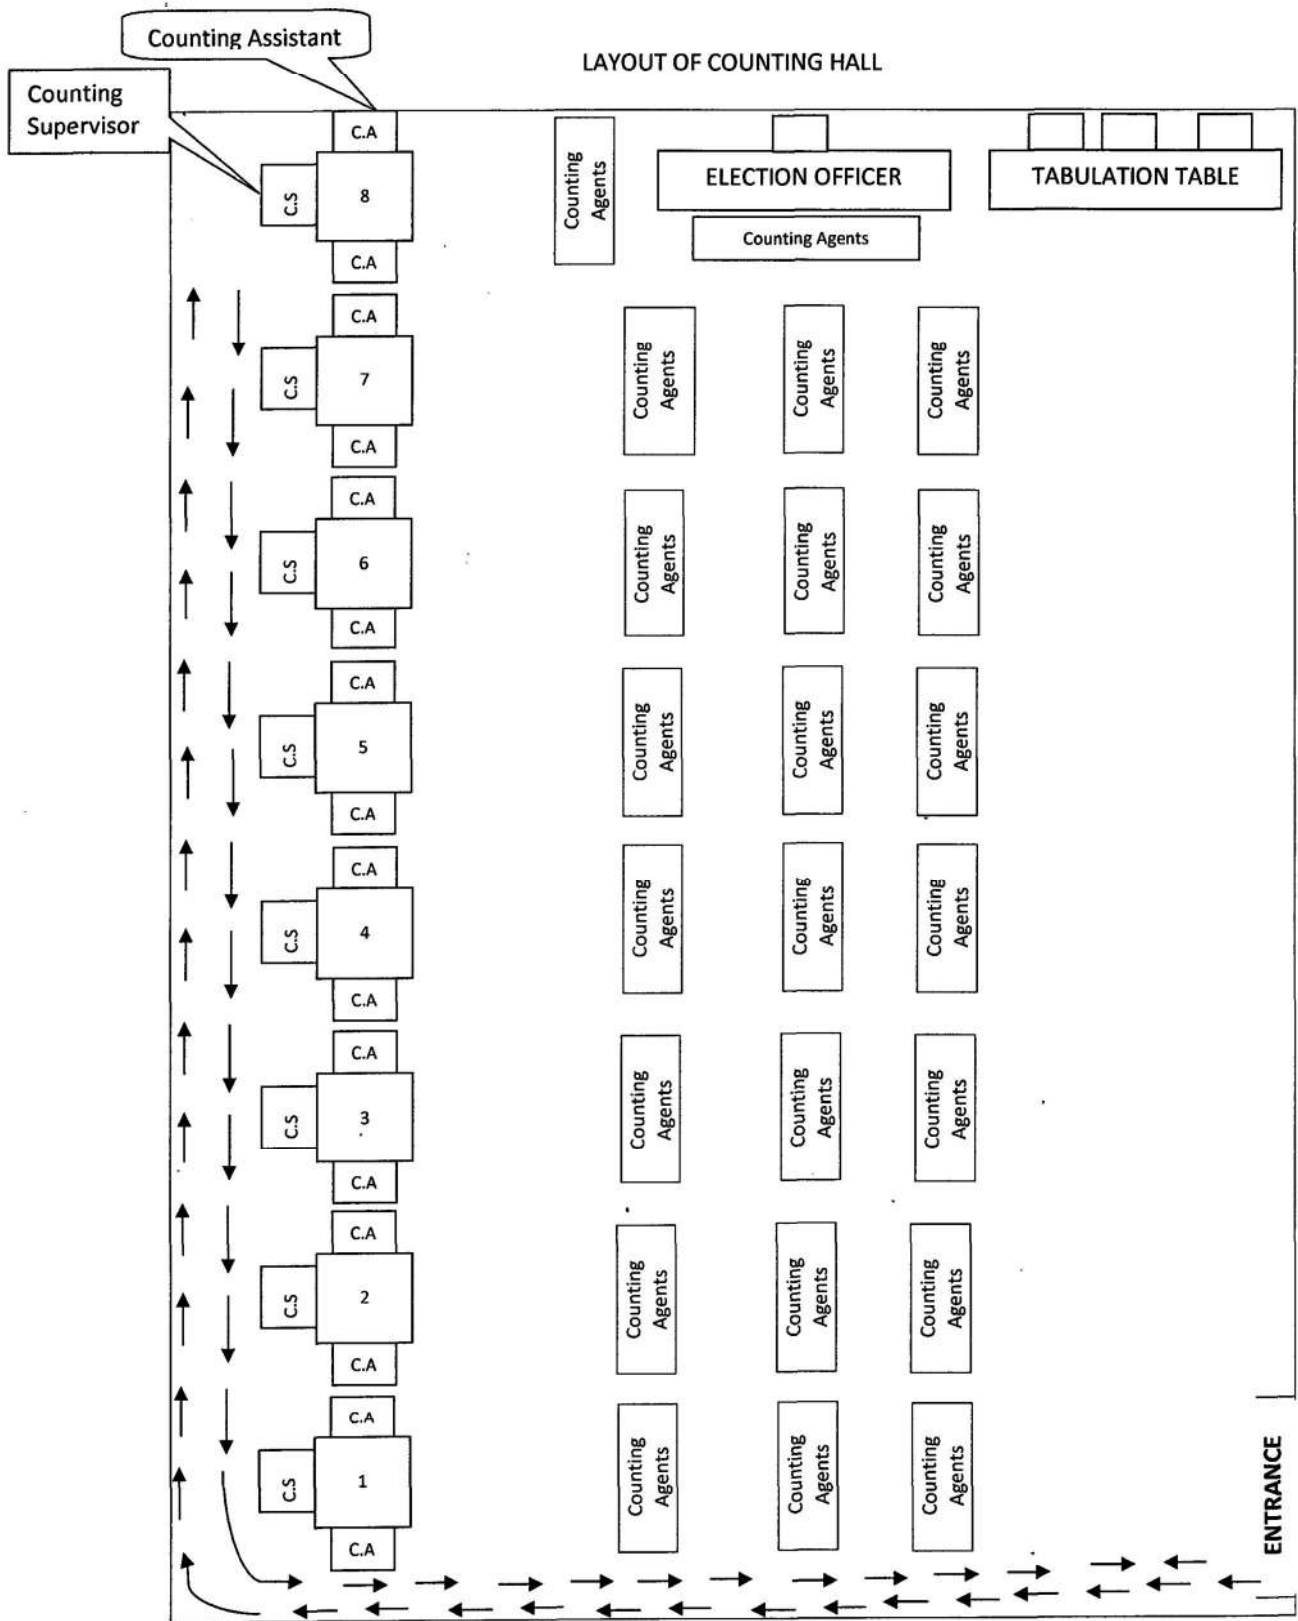 Counting Assistant
LAYOUT OF COUNTING HALL
Counting
Supervisor
C.A
C.S
8
C.A
Counting
Agents
ELECTION OFFICER
TABULATION TABLE
Counting Agents
C.A
C.S
7
C.A
Counting
Agents
Counting
Agents
Counting
Agents
C.A
C.S
6
C.A
Counting
Agents
Counting
Agents
Counting
Agents
C.A
C.S
5
C.A
Counting
Agents
Counting
Agents
Counting
Agents
C.A
C.S
4
C.A
Counting
Agents
Counting
Agents
Counting
Agents
C.A
C.S
3
C.A
Counting
Agents
Counting
Agents
Counting
Agents
C.A
C.S
2
C.A
Counting
Agents
Counting
Agents
Counting
Agents
C.A
C.S
1
C.A
Counting
Agents
Counting
Agents
Counting
Agents
ENTRANCE